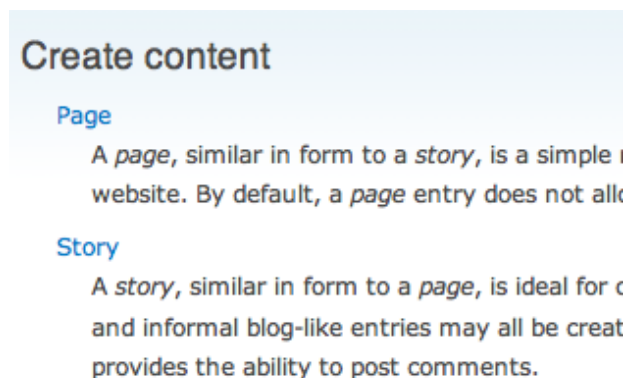 Create content
Page
A page, similar in form to a story, is a simple
website. By default, a page entry does not
Story
A story, similar in form to a page, is ideal for
and informal blog-like entries may all be
provides the ability to post comments.